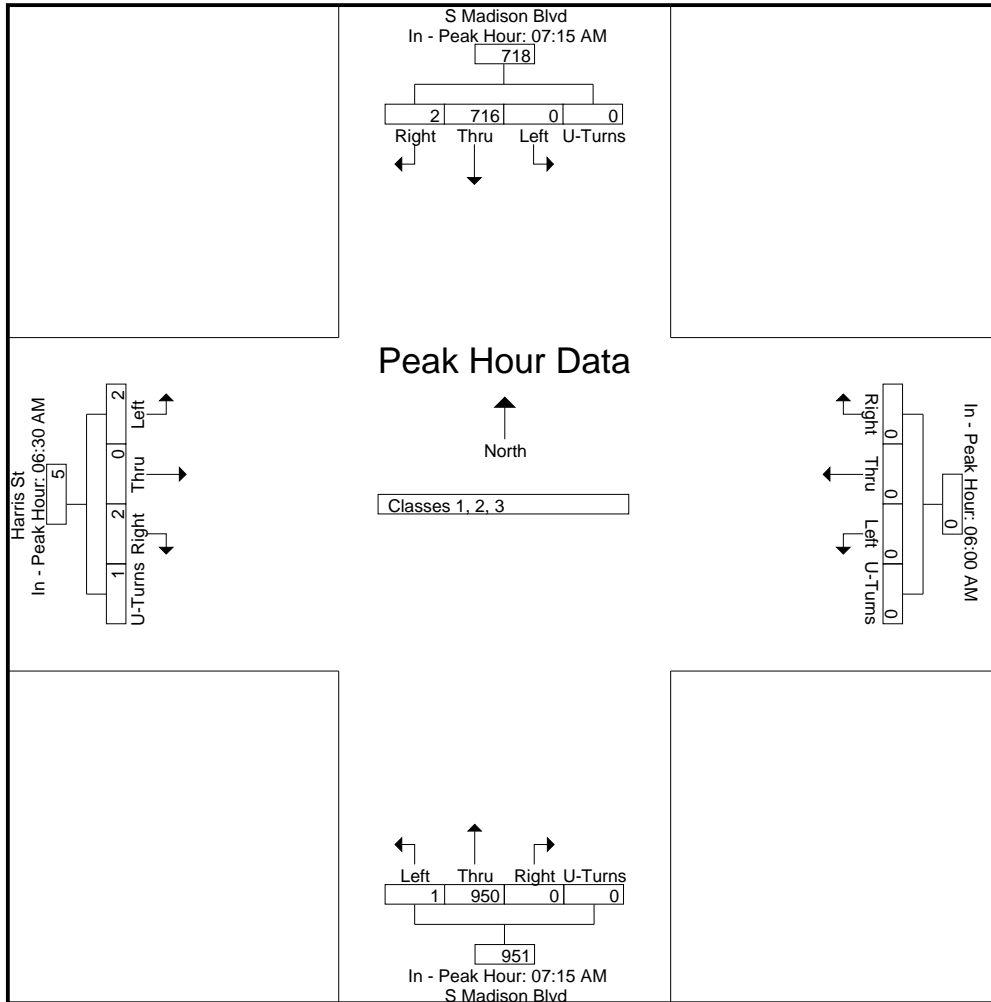 S Madison Blvd
In - Peak Hour: 07:15 AM
718
2 716 0 0
Right Thru Left U-Turns
Peak Hour Data
North
Classes 1, 2, 3
Harris St
In - Peak Hour: 06:30 AM
5
2 0 2 1
Left Thru Right U-Turns
In - Peak Hour: 06:00 AM
0
0 0 0 0
Right Thru Left U-Turns
Left Thru Right U-Turns
1 950 0 0
951
In - Peak Hour: 07:15 AM
S Madison Blvd